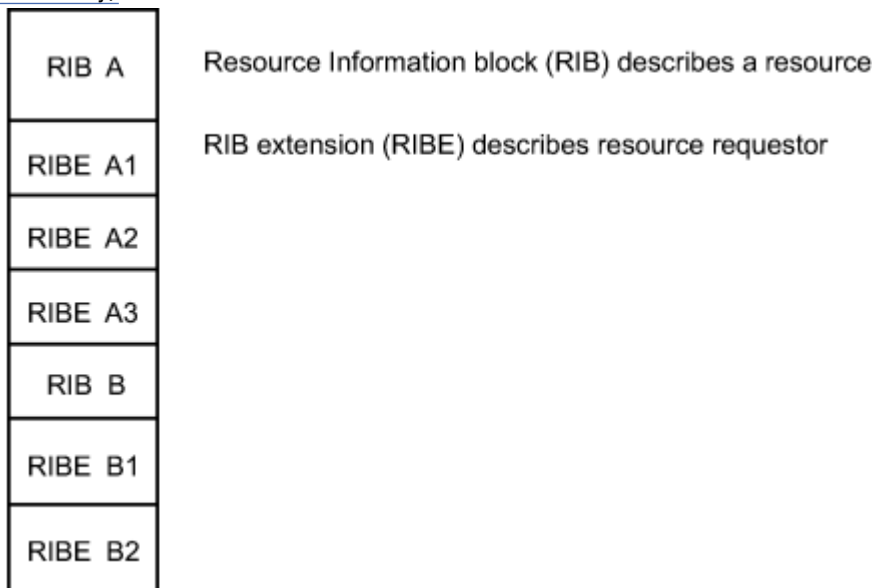 RIB A
Resource Information block (RIB) describes a resource
RIBE A1
RIB extension (RIBE) describes resource requestor
RIBE A2
RIBE A3
RIB B
RIBE B1
RIBE B2